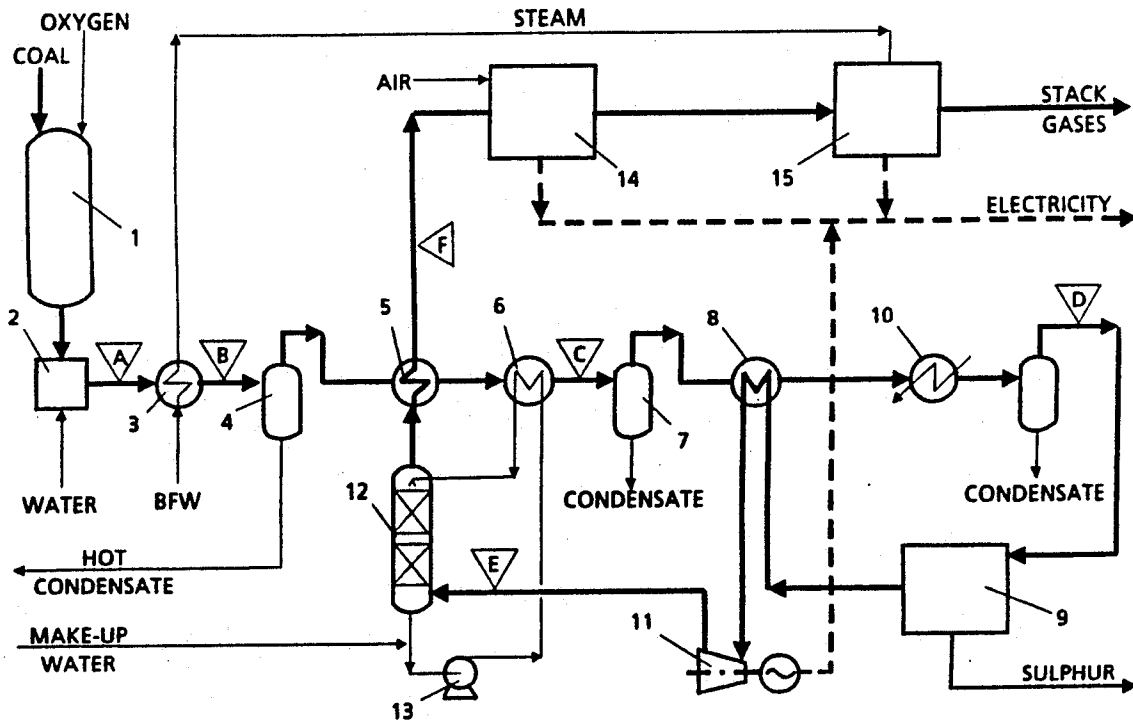 OXYGEN
COAL
STEAM
AIR
STACK
GASES
14
15
1
ELECTRICITY
F
2
5
6
8
10
D
A
B
C
3
4
7
WATER
BFW
12
CONDENSATE
CONDENSATE
HOT
CONDENSATE
E
9
MAKE-UP
WATER
11
13
SULPHUR